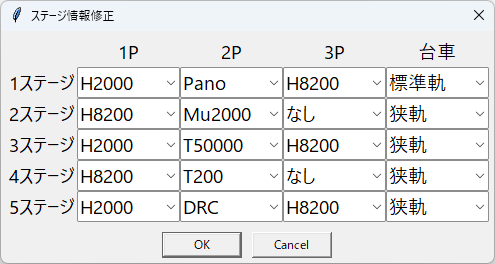 ステージ情報修正
1P 2P 3P 台車
1ステージ H2000 Pano H8200 標準軌
2ステージ H8200 Mu2000 なし 狭軌
3ステージ H2000 T50000 H8200 狭軌
4ステージ H8200 T200 なし 狭軌
5ステージ H2000 DRC H8200 狭軌
OK Cancel